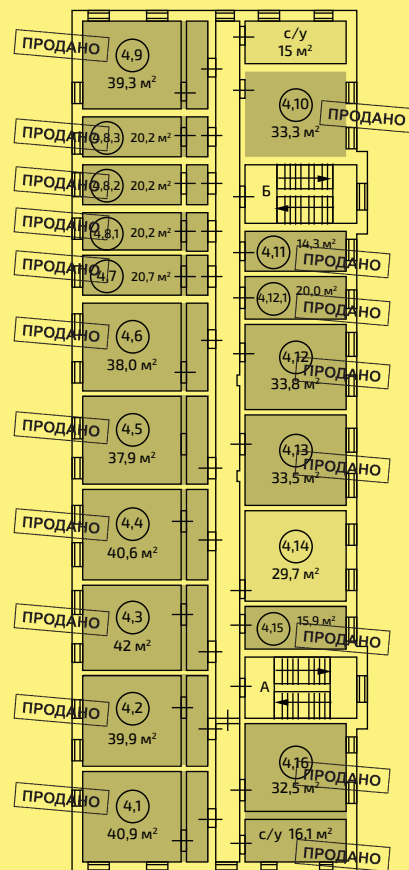 ПРОДАНО
4,9
39,3 м²
с/у
15 м²
4,10
33,3 м²
ПРОДАНО
ПРОДАНО
4,8,3 20,2 м²
ПРОДАНО
4,8,2 20,2 м²
Б
ПРОДАНО
4,8,1 20,2 м²
4,11 14,3 м²
ПРОДАНО
ПРОДАНО
4,7 20,7 м²
4,12,1 20,0 м²
ПРОДАНО
ПРОДАНО
4,6
38,0 м²
4,12
33,8 м²
ПРОДАНО
ПРОДАНО
4,5
37,9 м²
4,13
33,5 м²
ПРОДАНО
ПРОДАНО
4,4
40,6 м²
4,14
29,7 м²
ПРОДАНО
4,3
42 м²
4,15 15,9 м²
ПРОДАНО
А
ПРОДАНО
4,2
39,9 м²
4,16
32,5 м²
ПРОДАНО
ПРОДАНО
4,1
40,9 м²
с/у 16,1 м²
ПРОДАНО